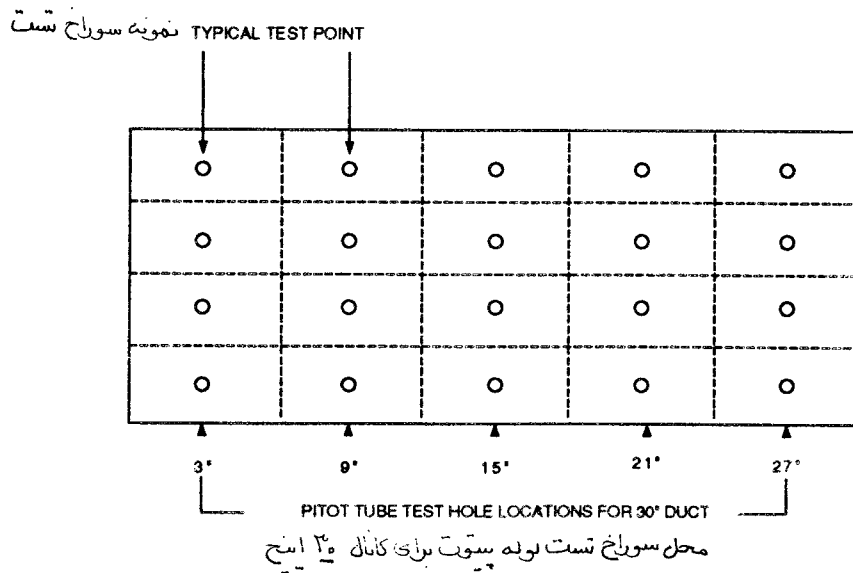 نمونه سوراخ تست TYPICAL TEST POINT
3" 9" 15" 21" 27"
PITOT TUBE TEST HOLE LOCATIONS FOR 30" DUCT
محل سوراخ تست لوله پیتوت برای کانال ۳۰ اینچ